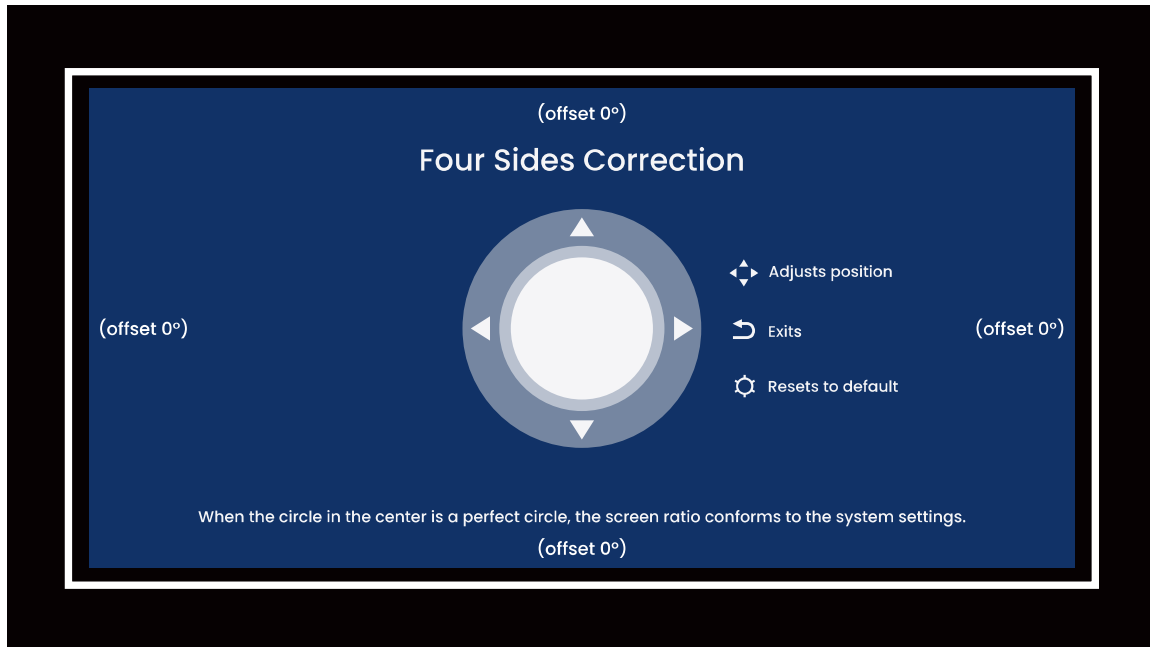 (offset 0°)
Four Sides Correction
Adjusts position
(offset 0°)
(offset 0°)
Exits
Resets to default
When the circle in the center is a perfect circle, the screen ratio conforms to the system settings.
(offset 0°)